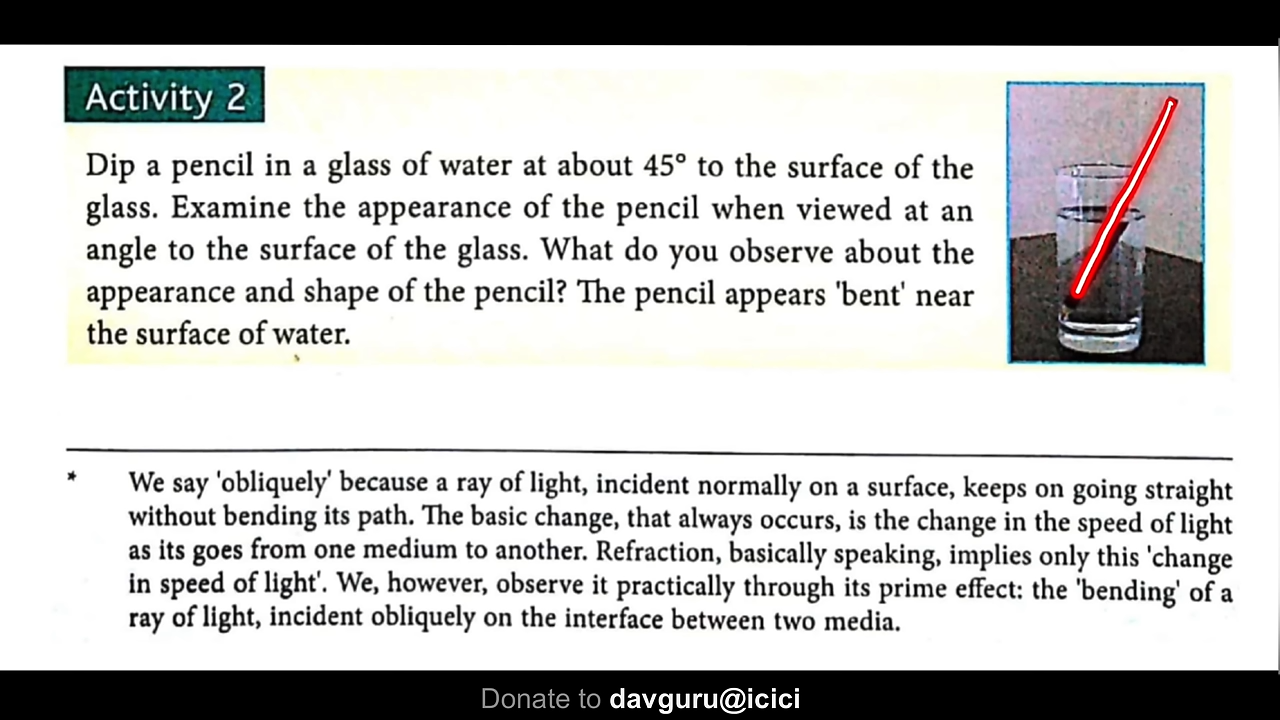 Activity 2
Dip a pencil in a glass of water at about 45° to the surface of the
glass. Examine the appearance of the pencil when viewed at an
angle to the surface of the glass. What do you observe about the
appearance and shape of the pencil? The pencil appears 'bent' near
the surface of water.
* We say 'obliquely' because a ray of light, incident normally on a surface, keeps on going straight
without bending its path. The basic change, that always occurs, is the change in the speed of light
as its goes from one medium to another. Refraction, basically speaking, implies only this 'change
in speed of light'. We, however, observe it practically through its prime effect: the 'bending' of a
ray of light, incident obliquely on the interface between two media.
Donate to davguru@icici